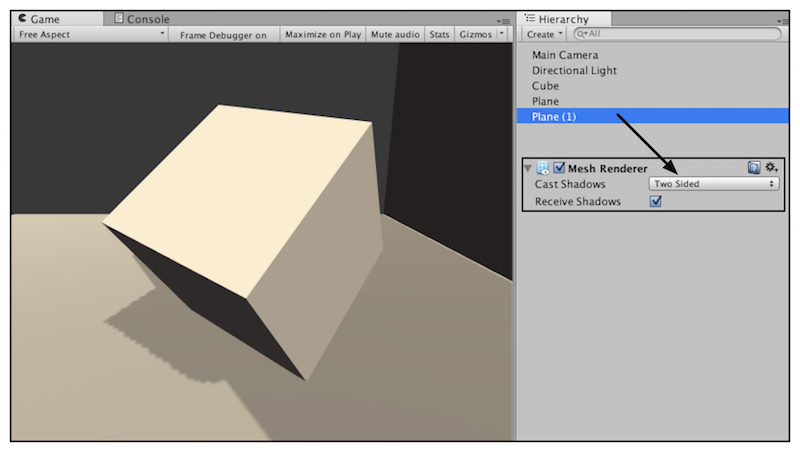 Game
Console
Free Aspect
Frame Debugger on
Maximize on Play
Mute audio
Stats
Gizmos
Hierarchy
Create
All
Main Camera
Directional Light
Cube
Plane
Plane (1)
Mesh Renderer
Cast Shadows
Two Sided
Receive Shadows